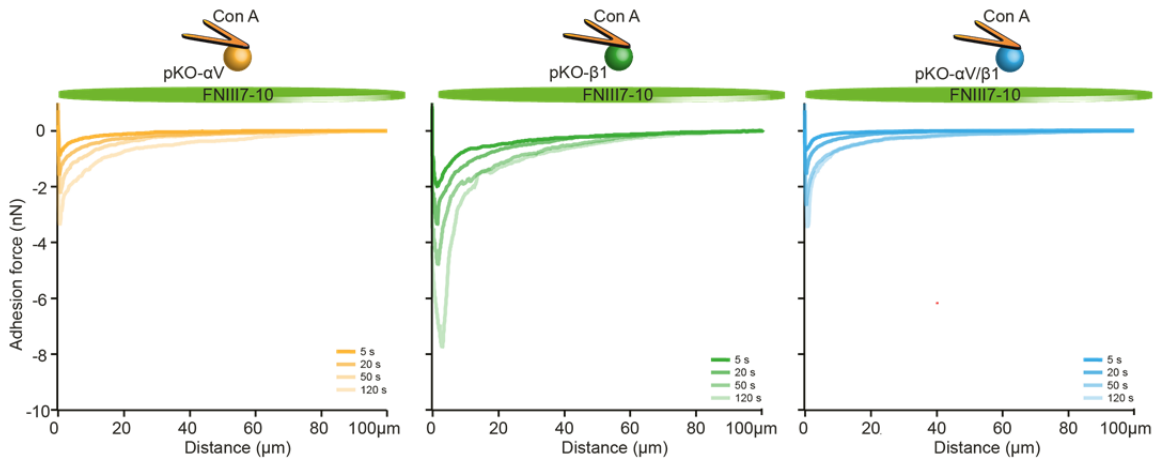 Con A
pKO-αV
FNIII7-10
Con A
pKO-β1
FNIII7-10
Con A
pKO-αV/β1
FNIII7-10
Adhesion force (nN)
0
-2
-4
-6
-8
-10
5 s
20 s
50 s
120 s
0 20 40 60 80 100µm
Distance (µm)
5 s
20 s
50 s
120 s
0 20 40 60 80 100µm
Distance (µm)
5 s
20 s
50 s
120 s
0 20 40 60 80 100µm
Distance (µm)